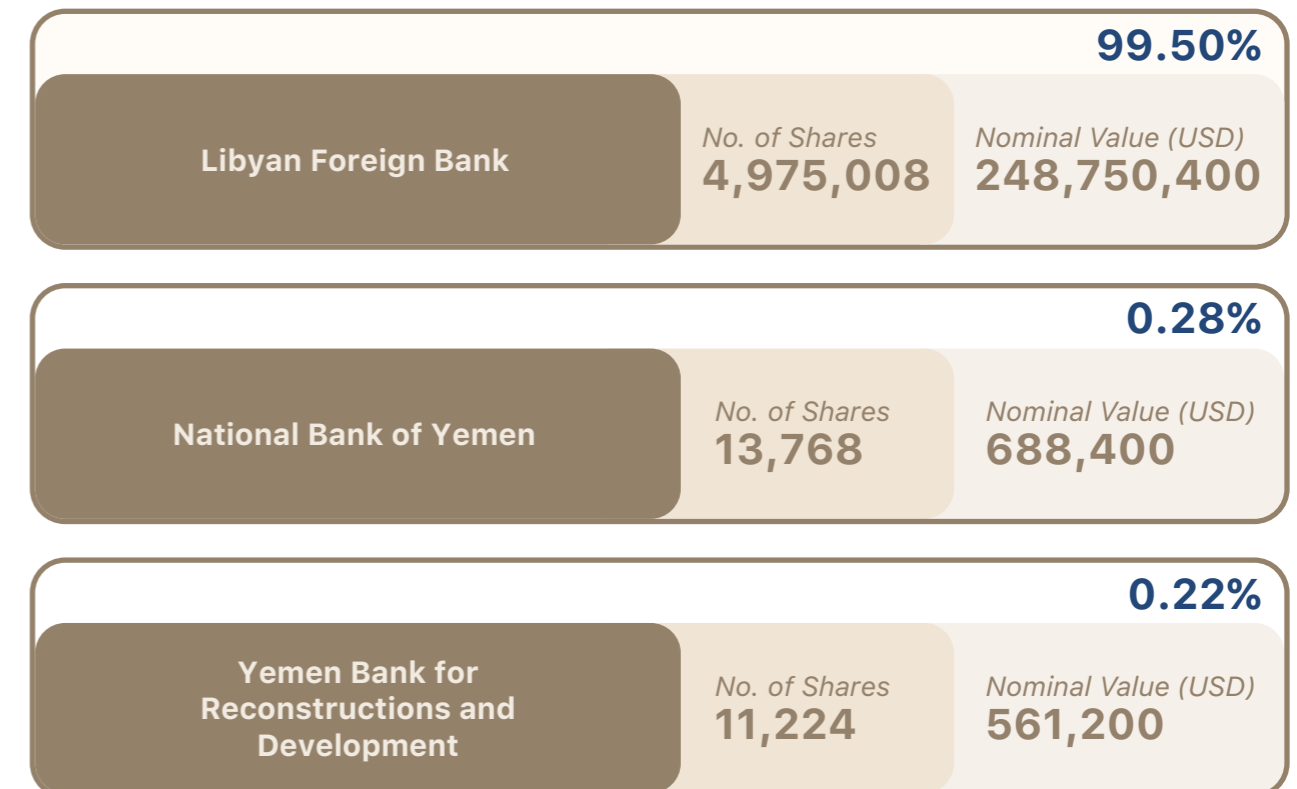 99.50%
Libyan Foreign Bank
No. of Shares
4,975,008
Nominal Value (USD)
248,750,400
0.28%
National Bank of Yemen
No. of Shares
13,768
Nominal Value (USD)
688,400
0.22%
Yemen Bank for
Reconstructions and
Development
No. of Shares
11,224
Nominal Value (USD)
561,200